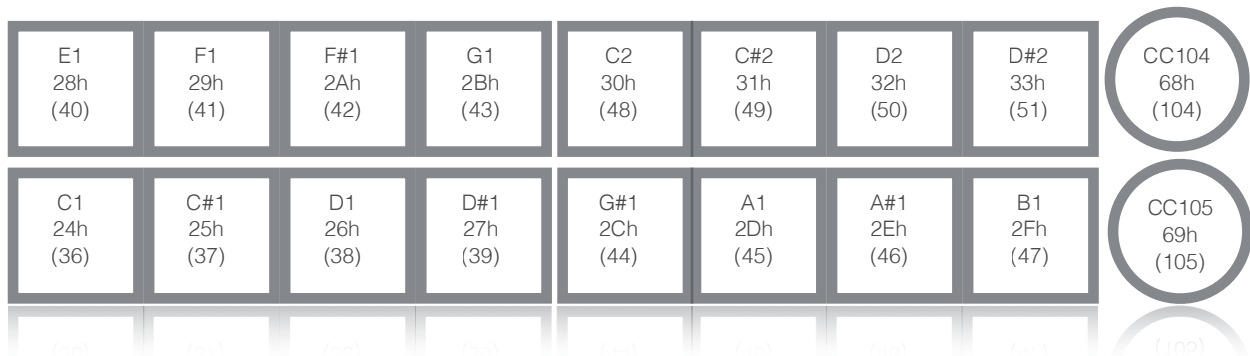 E1
28h
(40)
F1
29h
(41)
F#1
2Ah
(42)
G1
2Bh
(43)
C2
30h
(48)
C#2
31h
(49)
D2
32h
(50)
D#2
33h
(51)
CC104
68h
(104)
C1
24h
(36)
C#1
25h
(37)
D1
26h
(38)
D#1
27h
(39)
G#1
2Ch
(44)
A1
2Dh
(45)
A#1
2Eh
(46)
B1
2Fh
(47)
CC105
69h
(105)